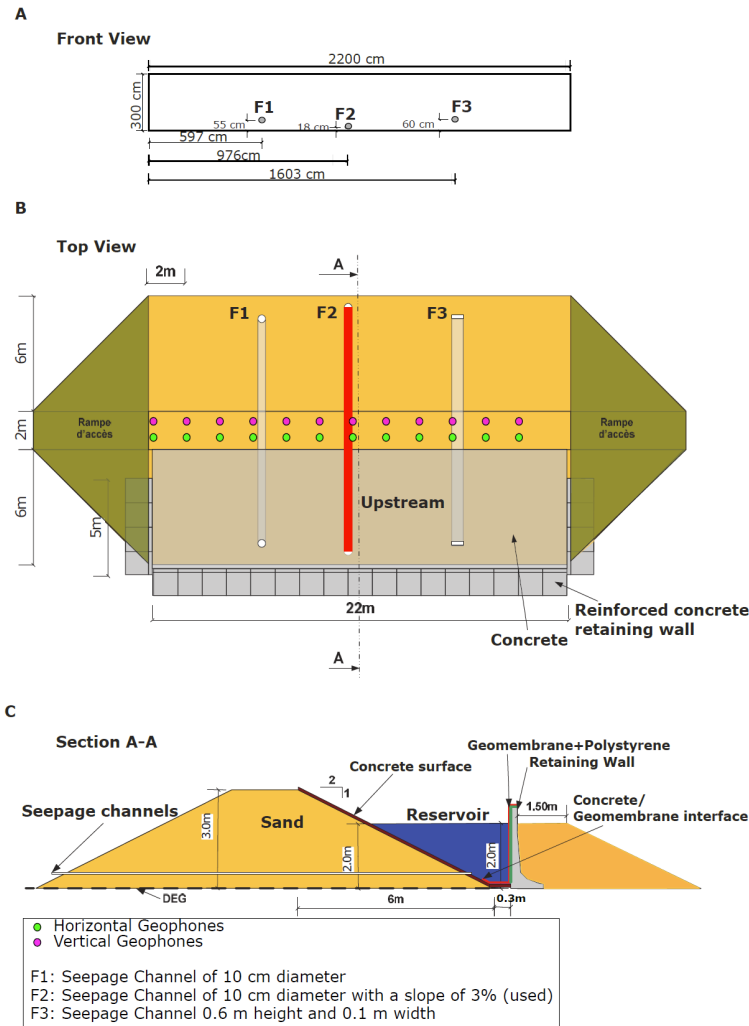 A
Front View
2200 cm
300 cm
F1
F2
F3
55 cm
18 cm
60 cm
597 cm
976cm
1603 cm
B
Top View
2m
A
F1
F2
F3
6m
2m
6m
5m
Rampe
d'accès
Rampe
d'accès
Upstream
22m
Reinforced concrete
retaining wall
Concrete
A
C
Section A-A
Geomembrane+Polystyrene
Retaining Wall
Concrete surface
2
1
1.50m
Seepage channels
Reservoir
Concrete/
Geomembrane interface
Sand
3.0m
2.0m
2.0m
DEG
6m
0.3m
Horizontal Geophones
Vertical Geophones
F1: Seepage Channel of 10 cm diameter
F2: Seepage Channel of 10 cm diameter with a slope of 3% (used)
F3: Seepage Channel 0.6 m height and 0.1 m width